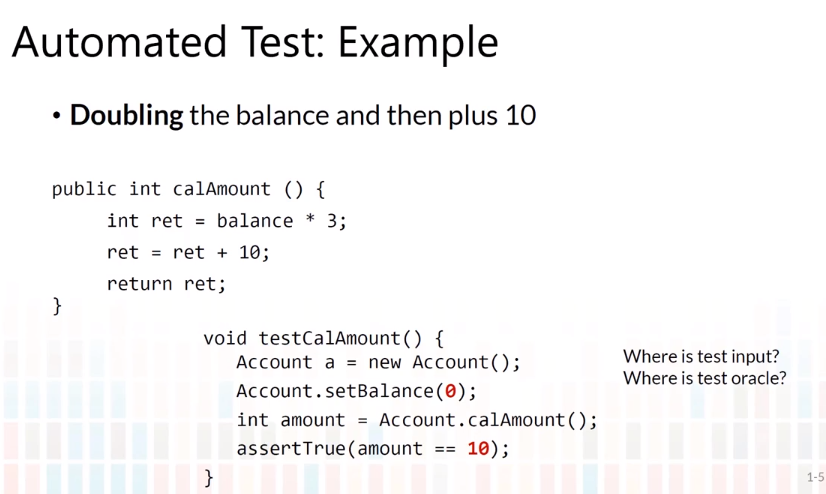 Automated Test: Example
• Doubling the balance and then plus 10
public int calAmount () {
int ret = balance * 3;
ret = ret + 10;
return ret;
}
void testCalAmount() {
Account a = new Account();
Account.setBalance(0);
int amount = Account.calAmount();
assertTrue(amount == 10);
}
Where is test input?
Where is test oracle?
1-5